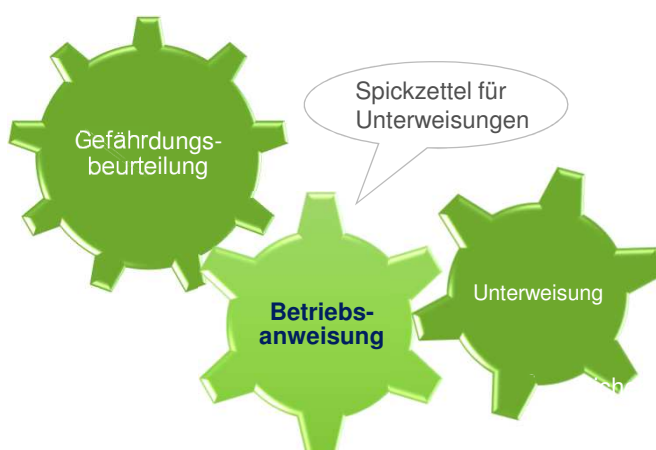 Spickzettel für
Unterweisungen
Gefährdungs-
beurteilung
Betriebs-
anweisung
Unterweisung